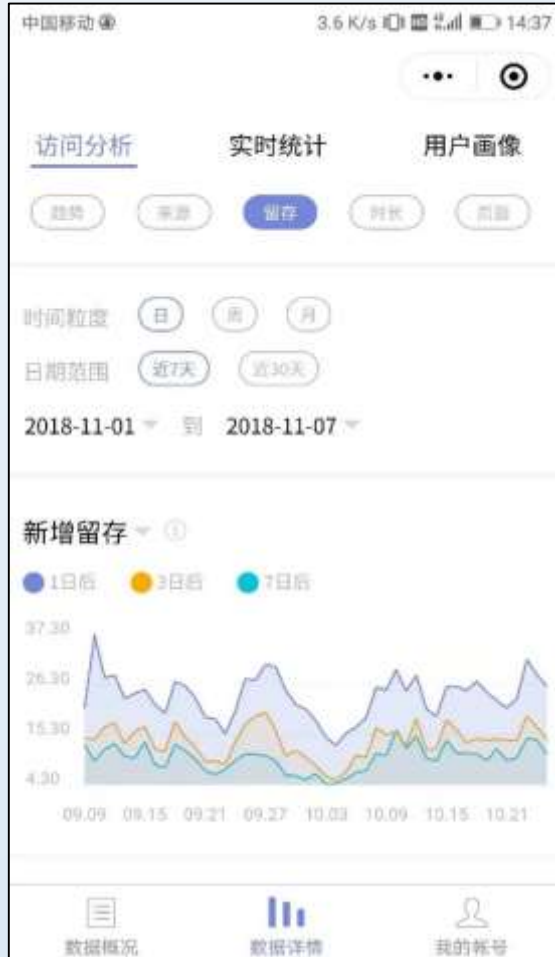 中国移动 3.6 K/s 14:37
访问分析 实时统计 用户画像
趋势 来源 留存 时长 页面
时间粒度 日 周 月
日期范围 近7天 近30天
2018-11-01 到 2018-11-07
新增留存
1日后 3日后 7日后
37.30
26.30
15.30
4.30
09.09 09.15 09.21 09.27 10.03 10.09 10.15 10.21
数据概况 数据详情 我的帐号